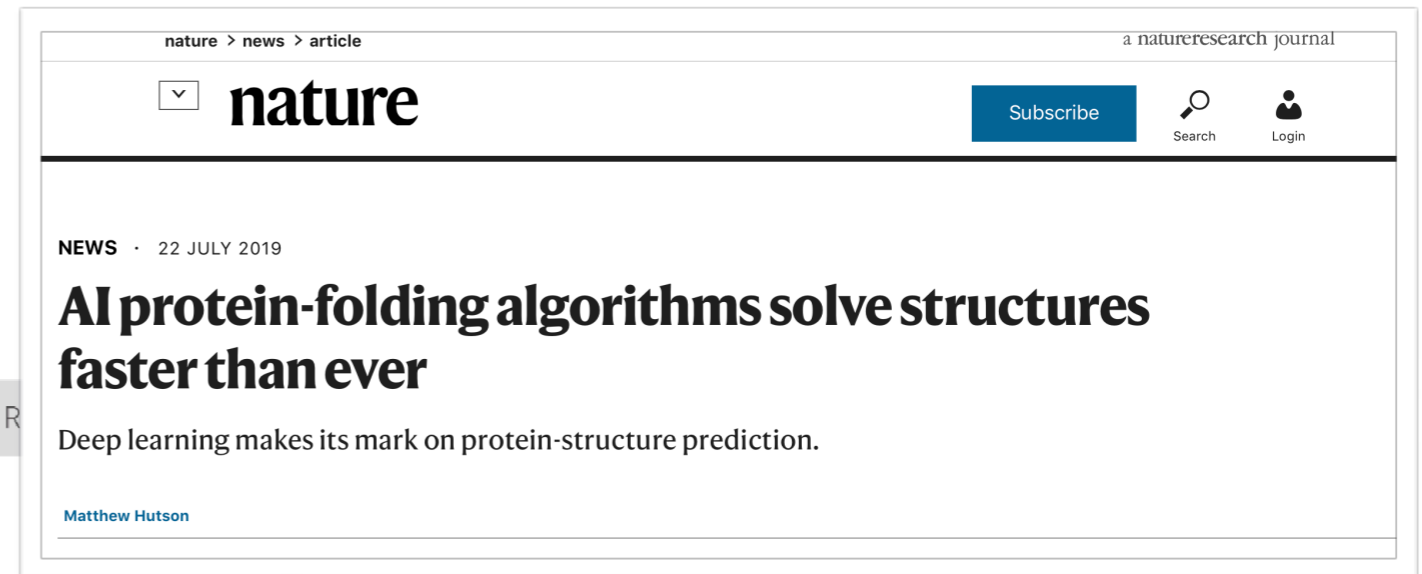 nature > news > article
a natureresearch journal
nature
Subscribe
Search
Login
NEWS · 22 JULY 2019
AI protein-folding algorithms solve structures
faster than ever
R
Deep learning makes its mark on protein-structure prediction.
Matthew Hutson